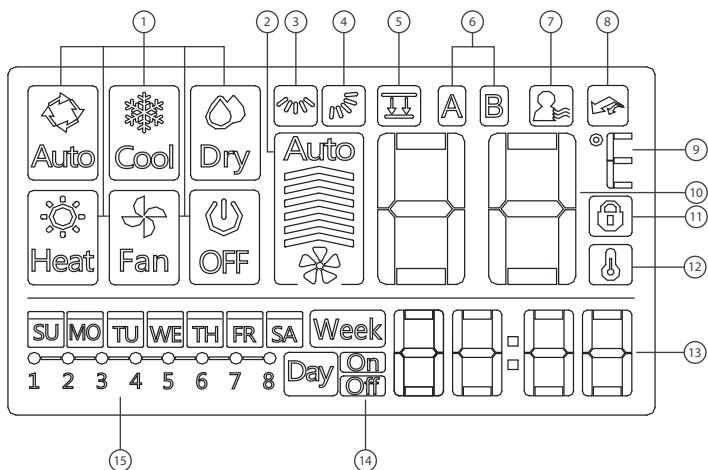 1 2 3 4 5 6 7 8
Auto Cool Dry Auto A B
9
10
11
Heat Fan OFF
12
SU MO TU WE TH FR SA Week 88:88
13
1 2 3 4 5 6 7 8 Day On
Off
15 14